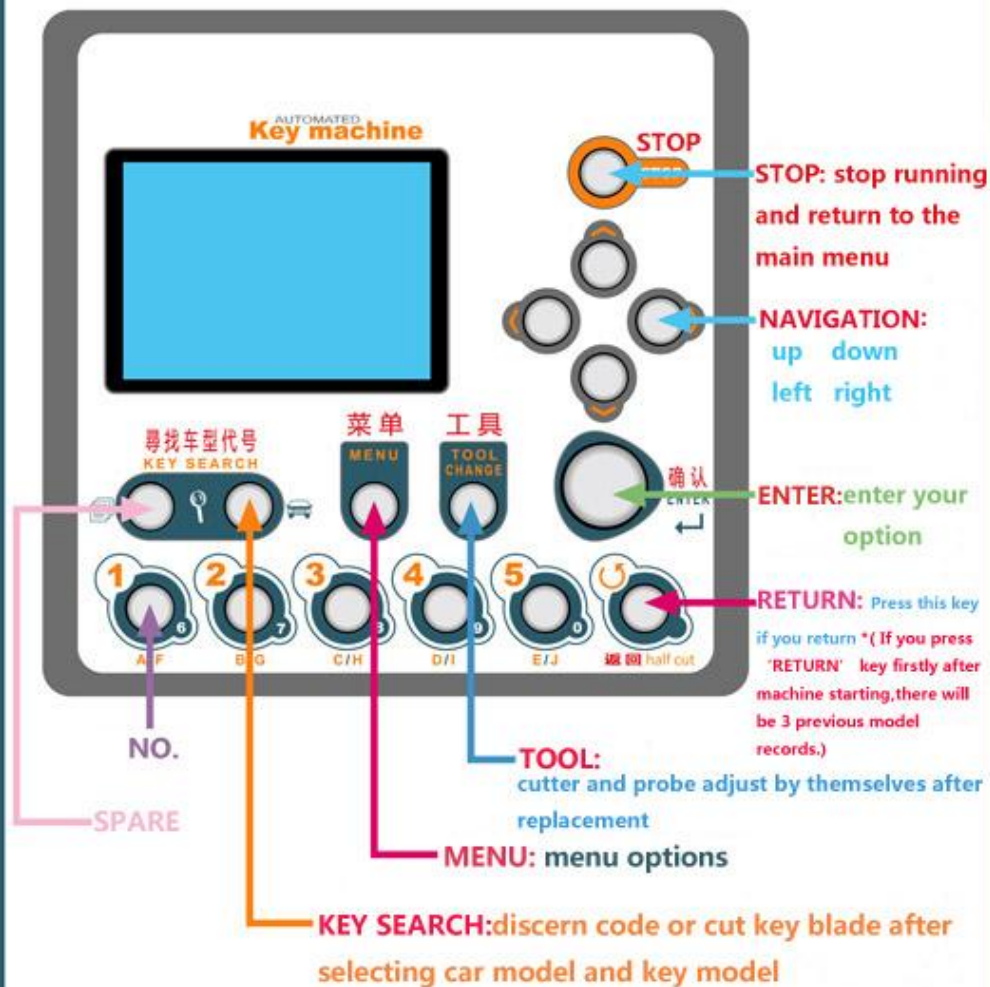 AUTOMATED
Key machine
STOP
STOP
STOP: stop running
and return to the
main menu
NAVIGATION:
up down
left right
菜单
工具
尋找车型代号
KEY SEARCH
MENU
TOOL
CHANGE
确认
ENTER
ENTER:enter your
option
1
2
3
4
5
6
7
8
9
0
A/F
B/G
C/H
D/I
E/J
返回 half cut
RETURN: Press this key
if you return *( If you press
'RETURN' key firstly after
machine starting,there will
be 3 previous model
records.)
NO.
TOOL:
cutter and probe adjust by themselves after
replacement
SPARE
MENU: menu options
KEY SEARCH:discern code or cut key blade after
selecting car model and key model